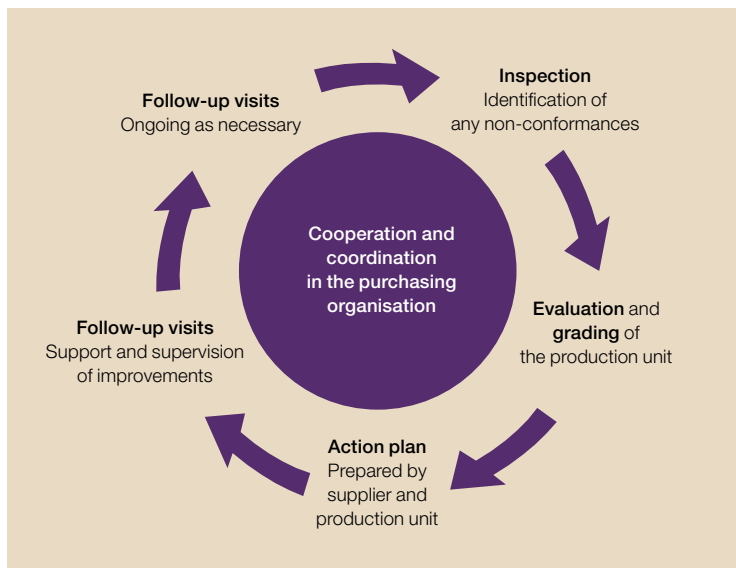 Inspection
Identification of
any non-conformances
Evaluation and
grading of
the production unit
Action plan
Prepared by
supplier and
production unit
Follow-up visits
Support and supervision
of improvements
Follow-up visits
Ongoing as necessary
Cooperation and
coordination
in the purchasing
organisation